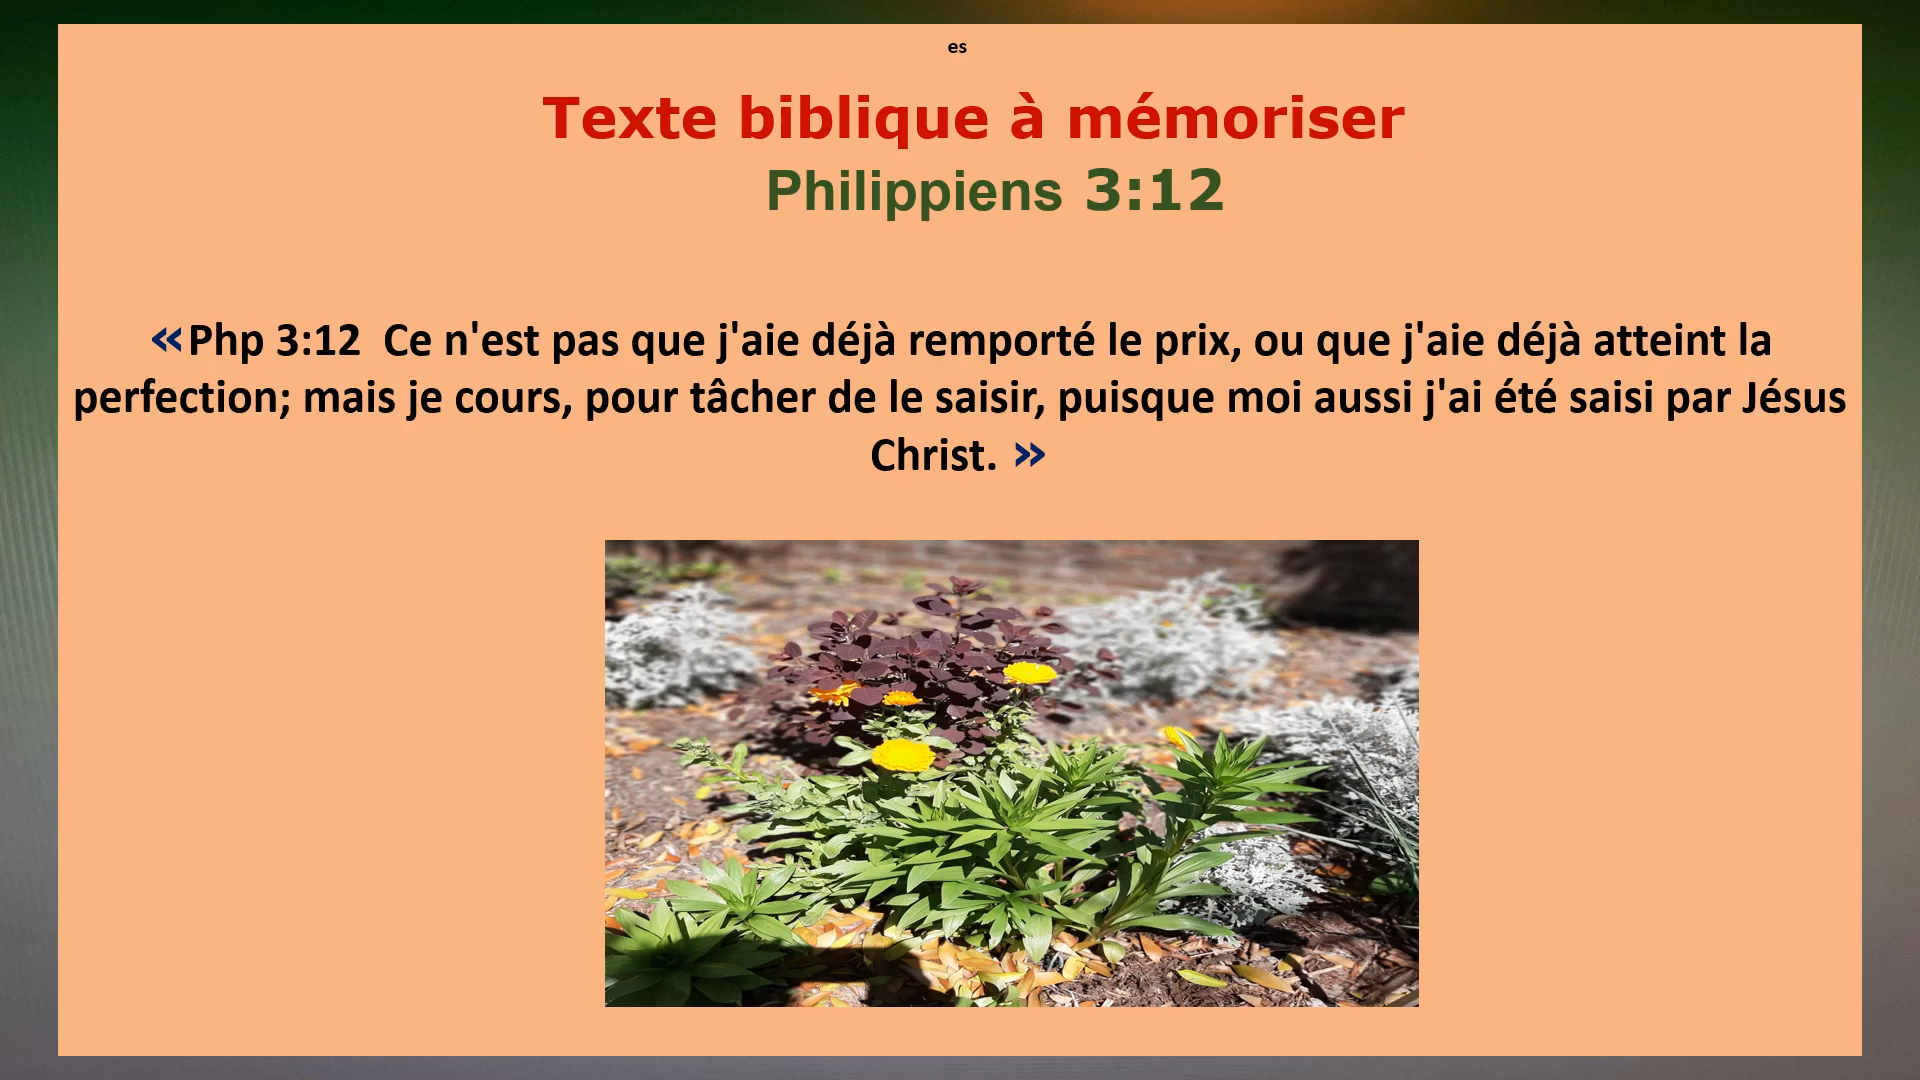 es
Texte biblique à mémoriser
Philippiens 3:12
«Php 3:12  Ce n'est pas que j'aie déjà remporté le prix, ou que j'aie déjà atteint la
perfection; mais je cours, pour tâcher de le saisir, puisque moi aussi j'ai été saisi par Jésus
Christ. »